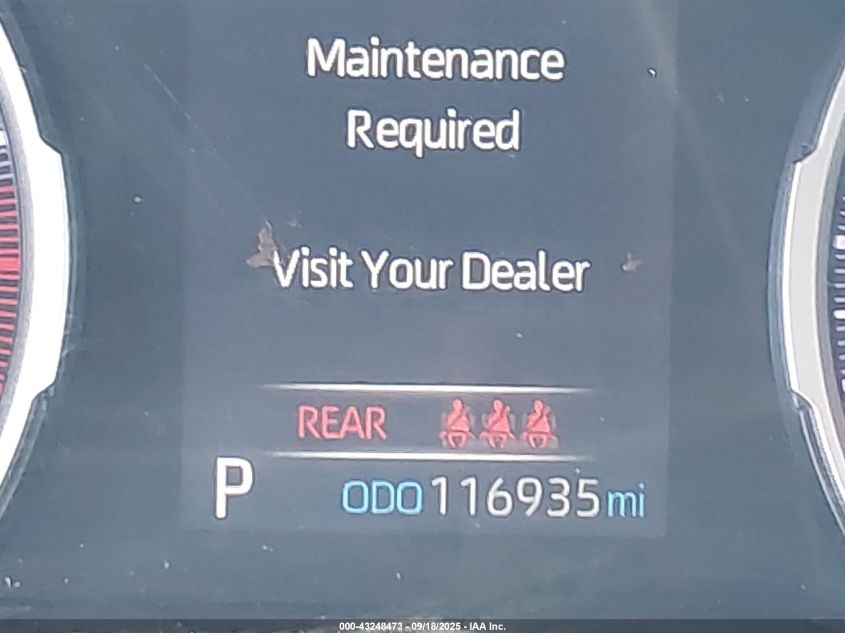 Maintenance
Required
Visit Your Dealer
REAR
P ODO 116935 mi
000-43248473 - 09/18/2025 - IAA Inc.